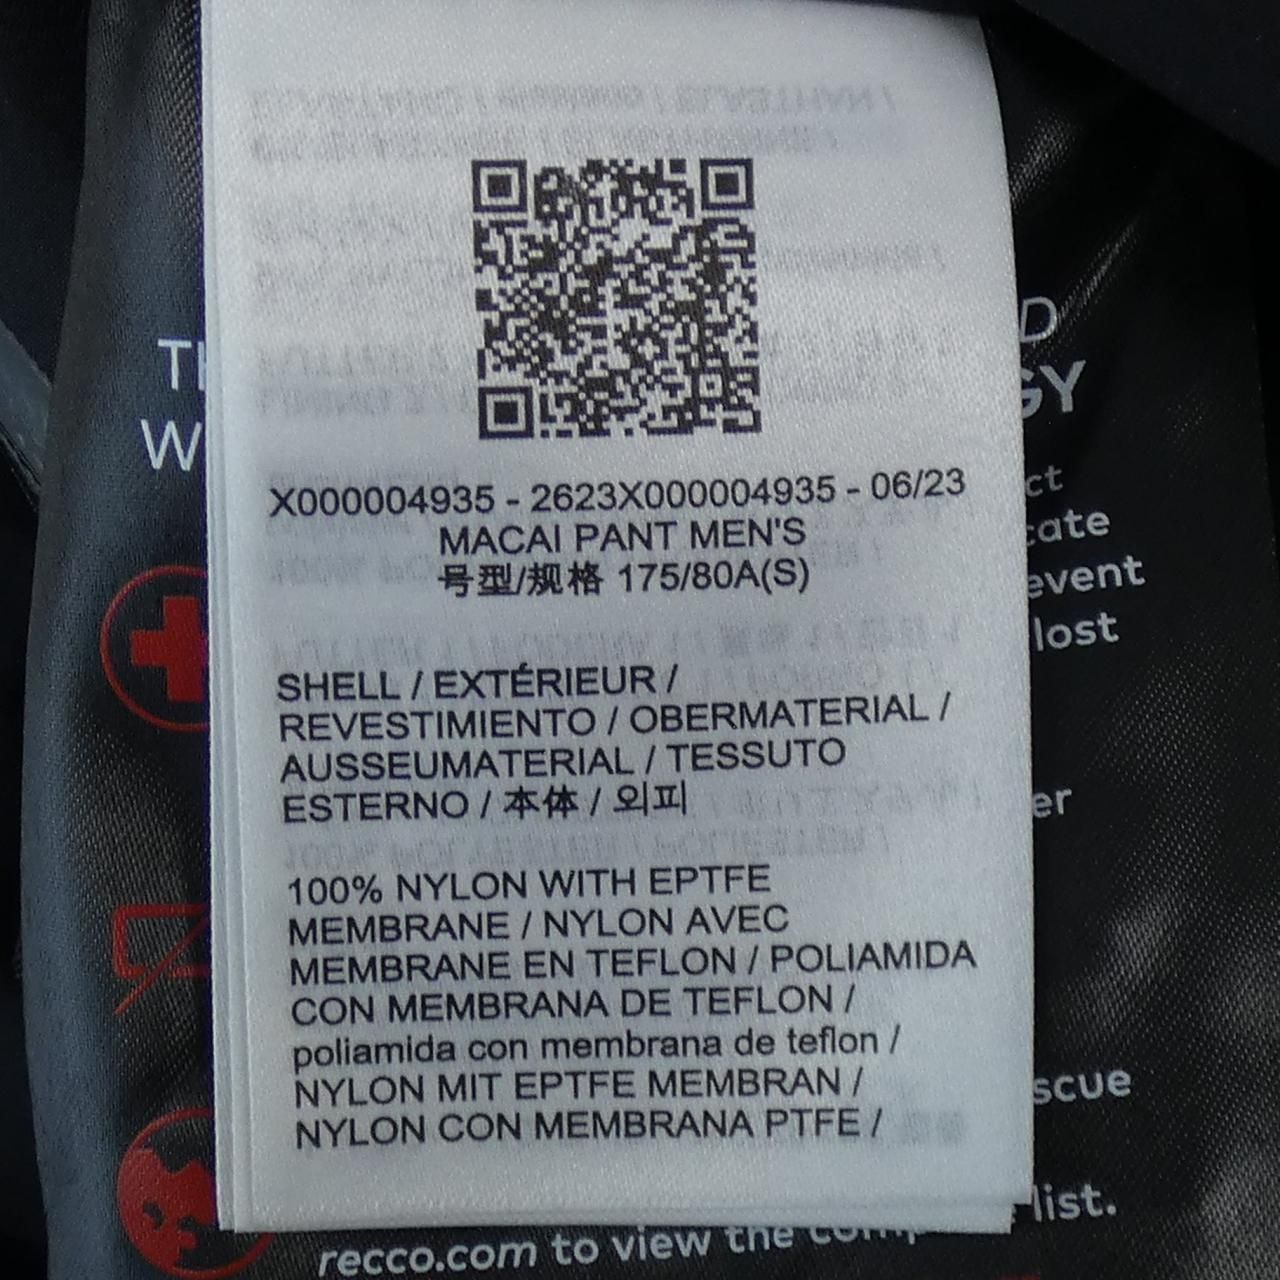 X000004935 - 2623X000004935 - 06/23
MACAI PANT MEN'S
号型/规格 175/80A(S)
SHELL / EXTÉRIEUR /
REVESTIMIENTO / OBERMATERIAL /
AUSSEUMATERIAL / TESSUTO
ESTERNO / 本体 / 외피
100% NYLON WITH EPTFE
MEMBRANE / NYLON AVEC
MEMBRANE EN TEFLON / POLIAMIDA
CON MEMBRANA DE TEFLON /
poliamida con membrana de teflon /
NYLON MIT EPTFE MEMBRAN /
NYLON CON MEMBRANA PTFE /
lost
list.
recco.com to view the